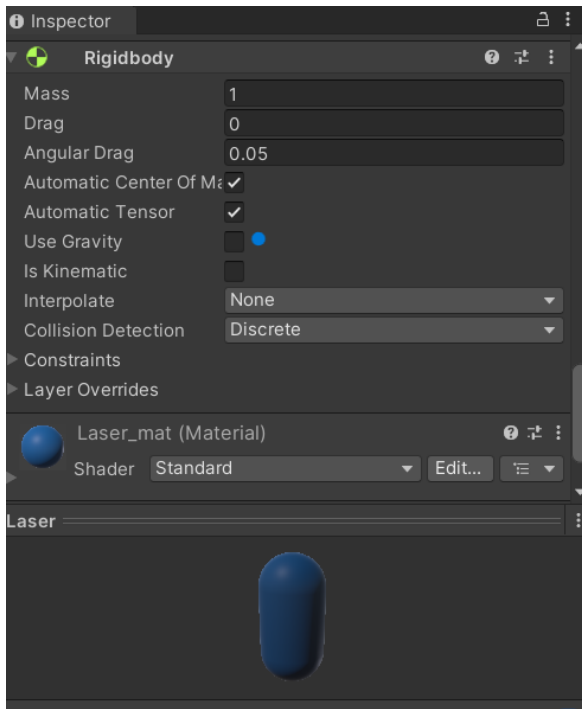 Inspector
Rigidbody
Mass 1
Drag 0
Angular Drag 0.05
Automatic Center Of Ma
Automatic Tensor
Use Gravity
Is Kinematic
Interpolate None
Collision Detection Discrete
Constraints
Layer Overrides
Laser_mat (Material)
Shader Standard Edit...
Laser